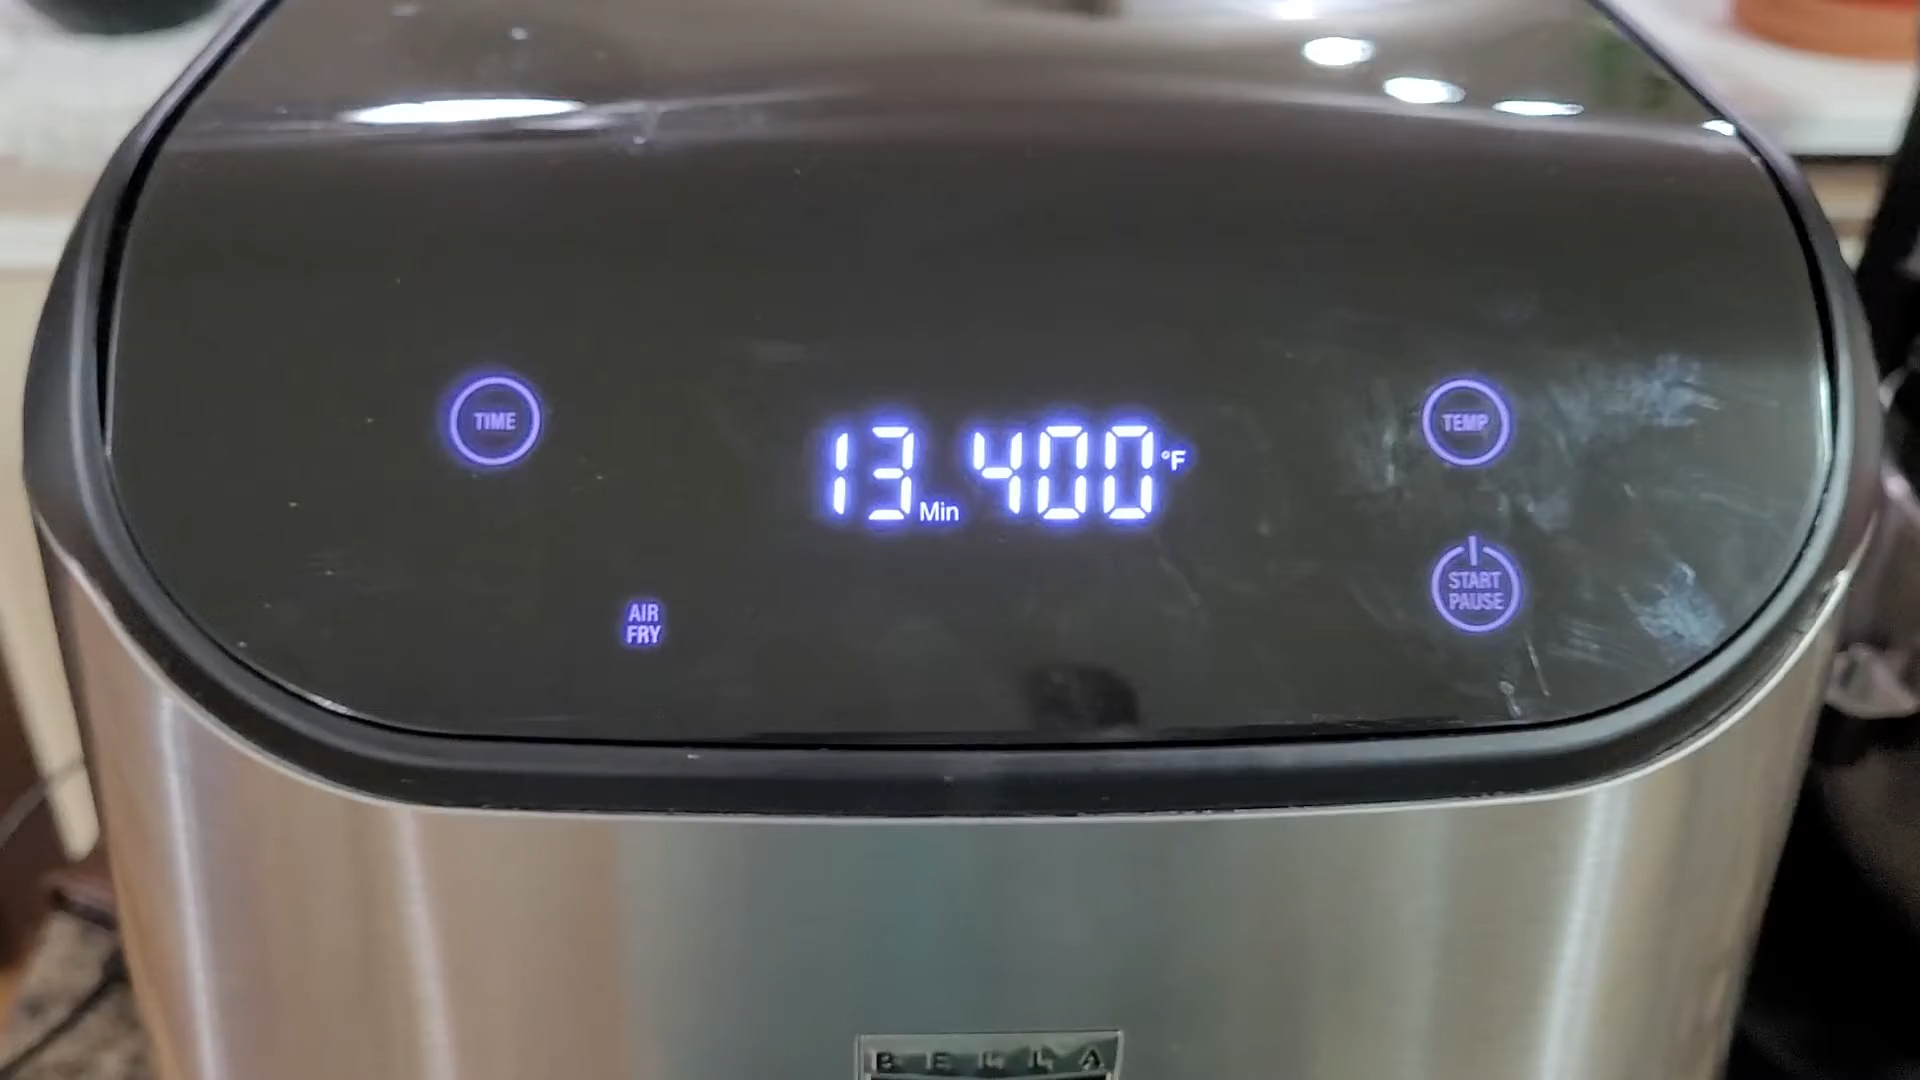 TIME
13 Min 400 °F
TEMP
START
PAUSE
AIR
FRY
BELLA